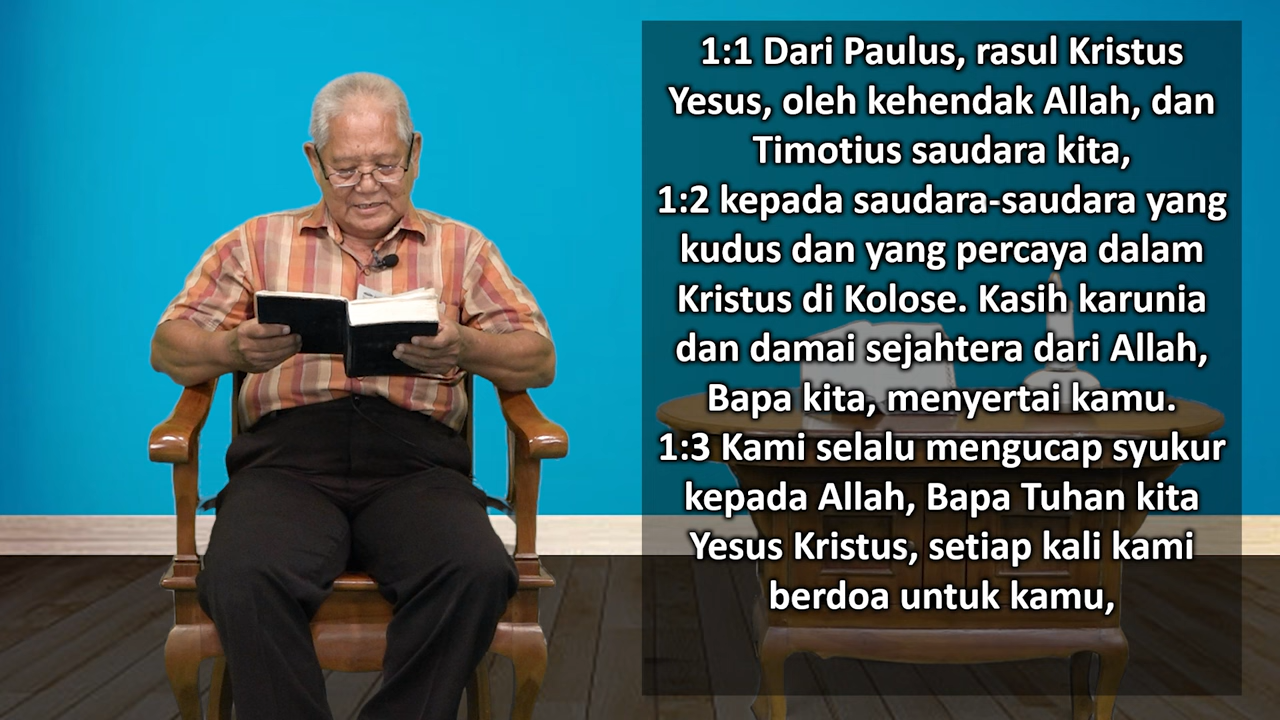 1:1 Dari Paulus, rasul Kristus
Yesus, oleh kehendak Allah, dan
Timotius saudara kita,
1:2 kepada saudara-saudara yang
kudus dan yang percaya dalam
Kristus di Kolose. Kasih karunia
dan damai sejahtera dari Allah,
Bapa kita, menyertai kamu.
1:3 Kami selalu mengucap syukur
kepada Allah, Bapa Tuhan kita
Yesus Kristus, setiap kali kami
berdoa untuk kamu,